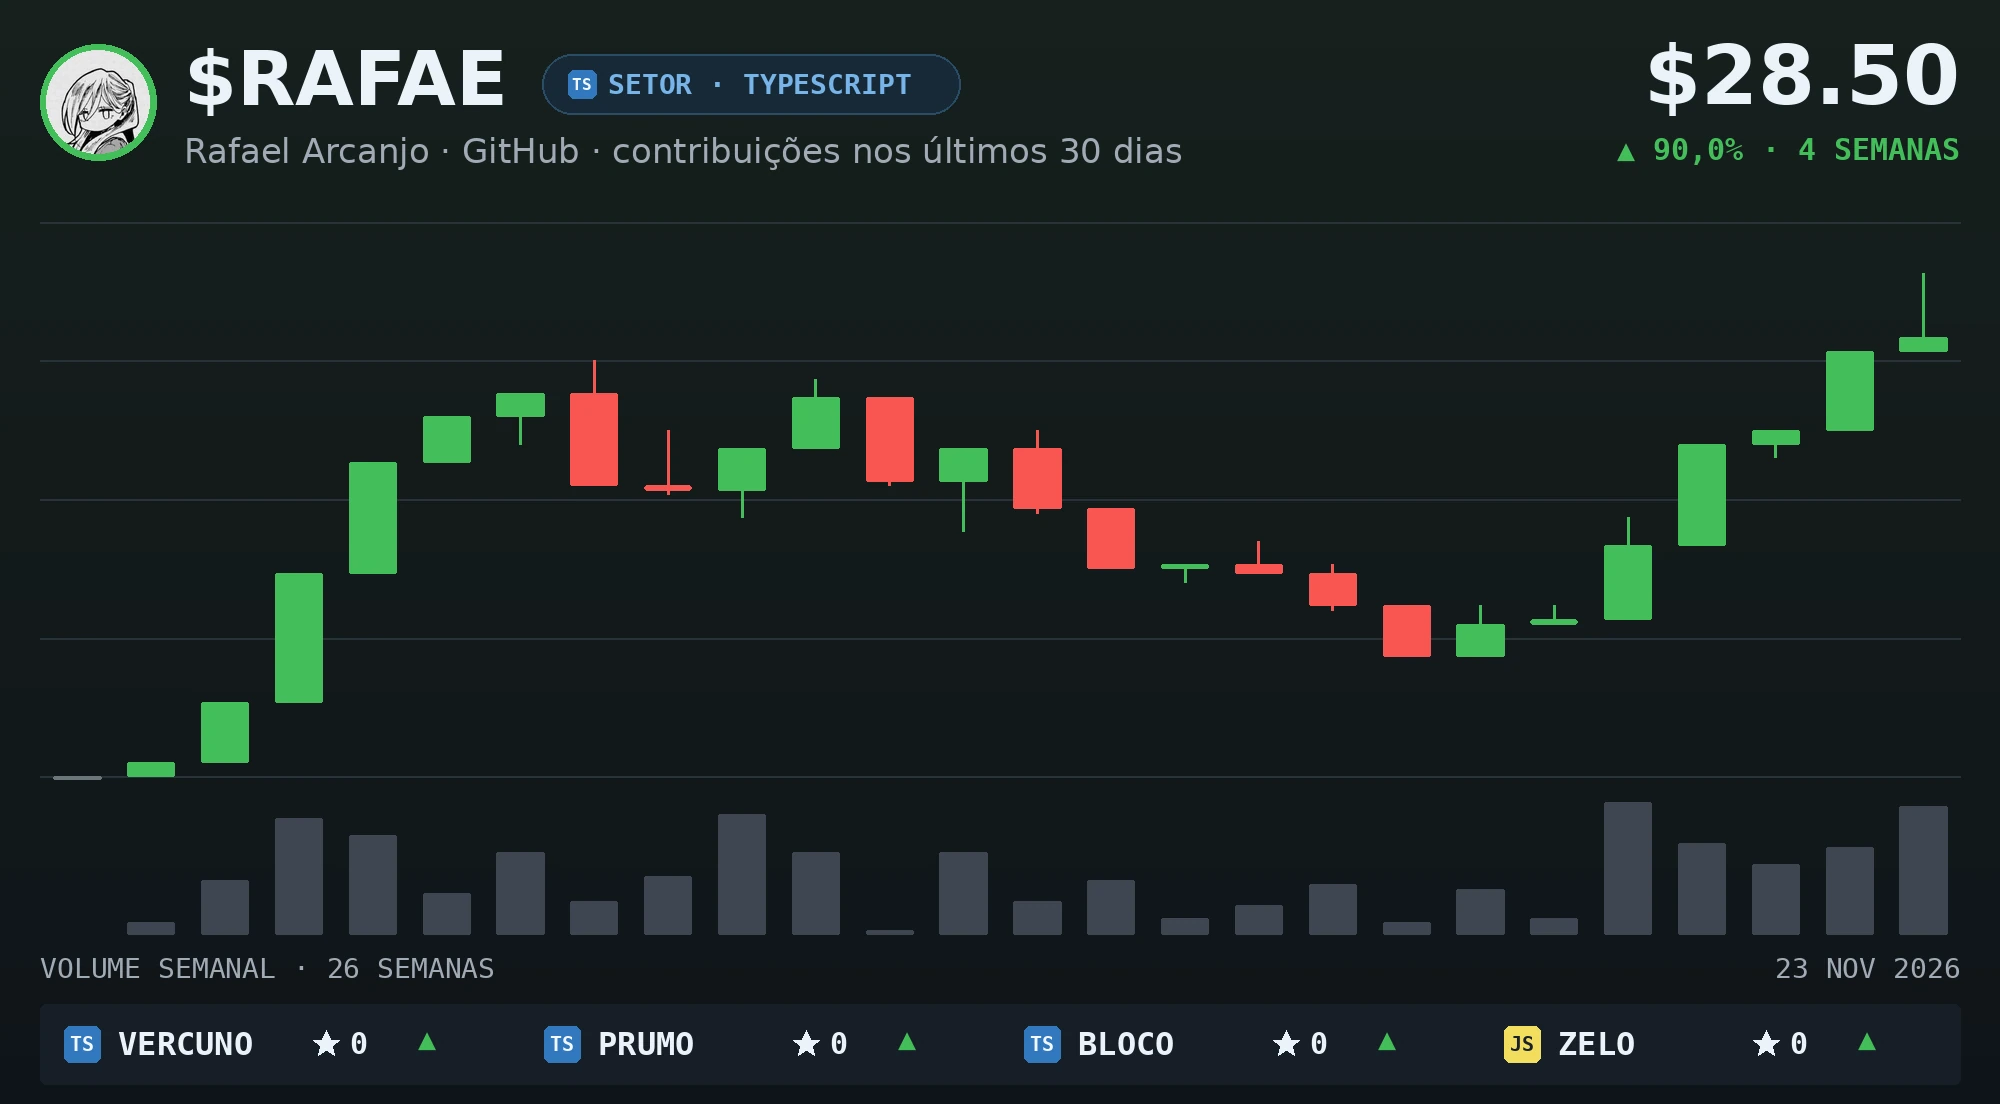 $RAFAE
TS SETOR · TYPESCRIPT
$28.50
Rafael Arcanjo · GitHub · contribuições nos últimos 30 dias
▲ 90,0% · 4 SEMANAS
VOLUME SEMANAL · 26 SEMANAS
23 NOV 2026
TS VERCUNO ★ 0 ▲
TS PRUMO ★ 0 ▲
TS BLOCO ★ 0 ▲
JS ZELO ★ 0 ▲